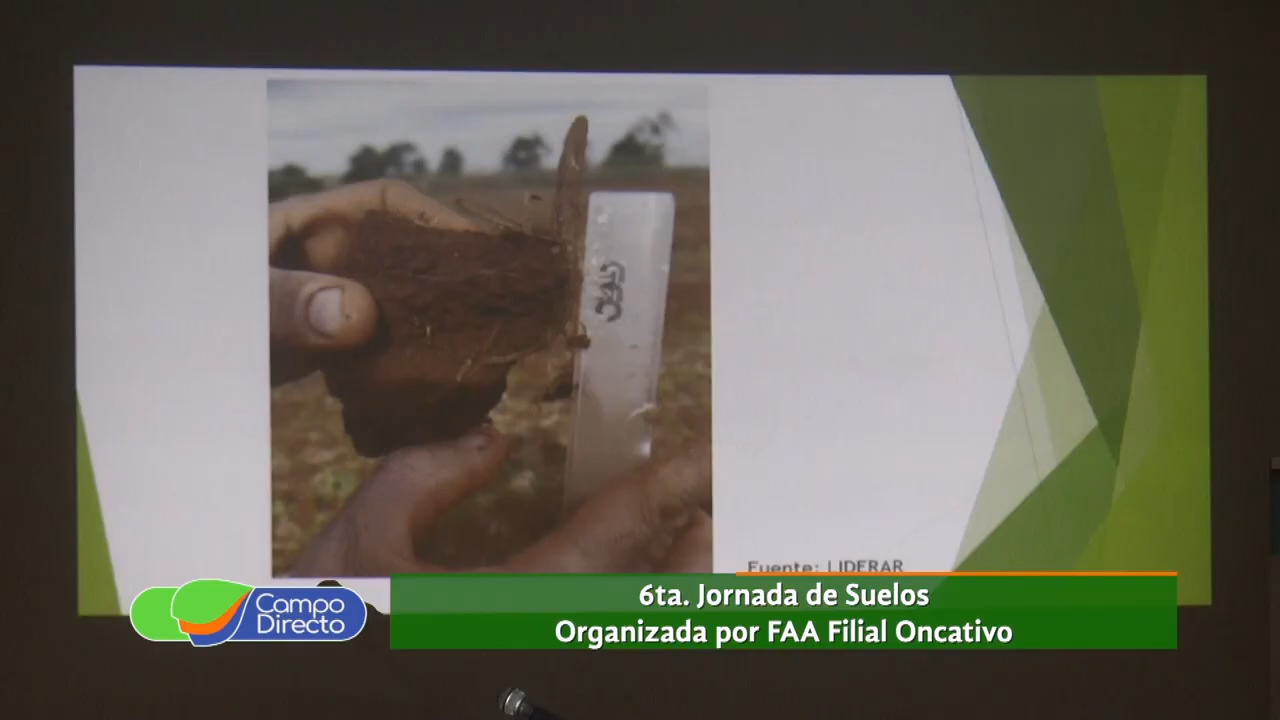 Fuente: LIDERAR
Campo
Directo
6ta. Jornada de Suelos
Organizada por FAA Filial Oncativo